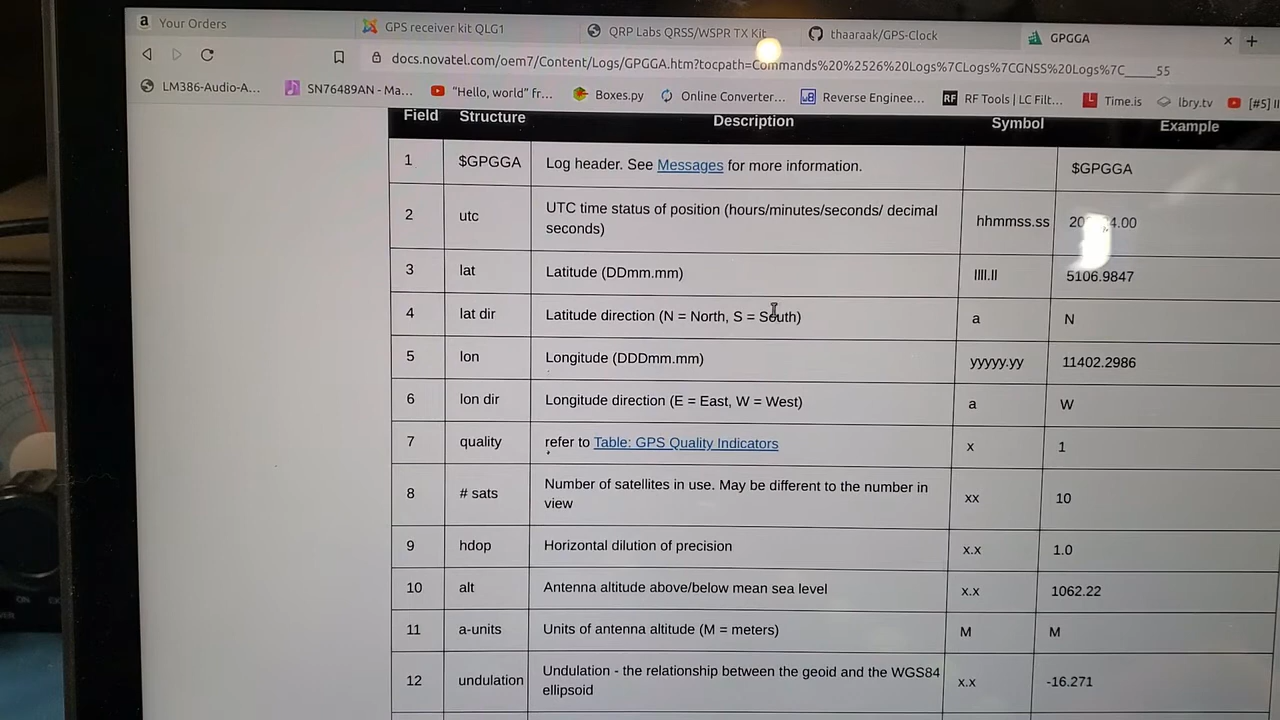 Your Orders
GPS receiver kit QLG1
QRP Labs QRSS/WSPR TX Kit
thaaraak/GPS-Clock
GPGGA
docs.novatel.com/oem7/Content/Logs/GPGGA.htm?tocpath=Commands%20%2526%20Logs%7CLogs%7CGNSS%20Logs%7C_____55
LM386-Audio-A...
SN76489AN - Ma...
"Hello, world" fr...
Boxes.py
Online Converter...
Reverse Enginee...
RF Tools | LC Filt...
Time.is
lbry.tv
Field Structure Description Symbol Example
1 $GPGGA Log header. See Messages for more information. $GPGGA
2 utc UTC time status of position (hours/minutes/seconds/ decimal
seconds) hhmmss.ss
3 lat Latitude (DDmm.mm) llll.ll 5106.9847
4 lat dir Latitude direction (N = North, S = South) a N
5 lon Longitude (DDDmm.mm) yyyyy.yy 11402.2986
6 lon dir Longitude direction (E = East, W = West) a W
7 quality refer to Table: GPS Quality Indicators x 1
8 # sats Number of satellites in use. May be different to the number in
view xx 10
9 hdop Horizontal dilution of precision x.x 1.0
10 alt Antenna altitude above/below mean sea level x.x 1062.22
11 a-units Units of antenna altitude (M = meters) M M
12 undulation Undulation - the relationship between the geoid and the WGS84
ellipsoid x.x -16.271